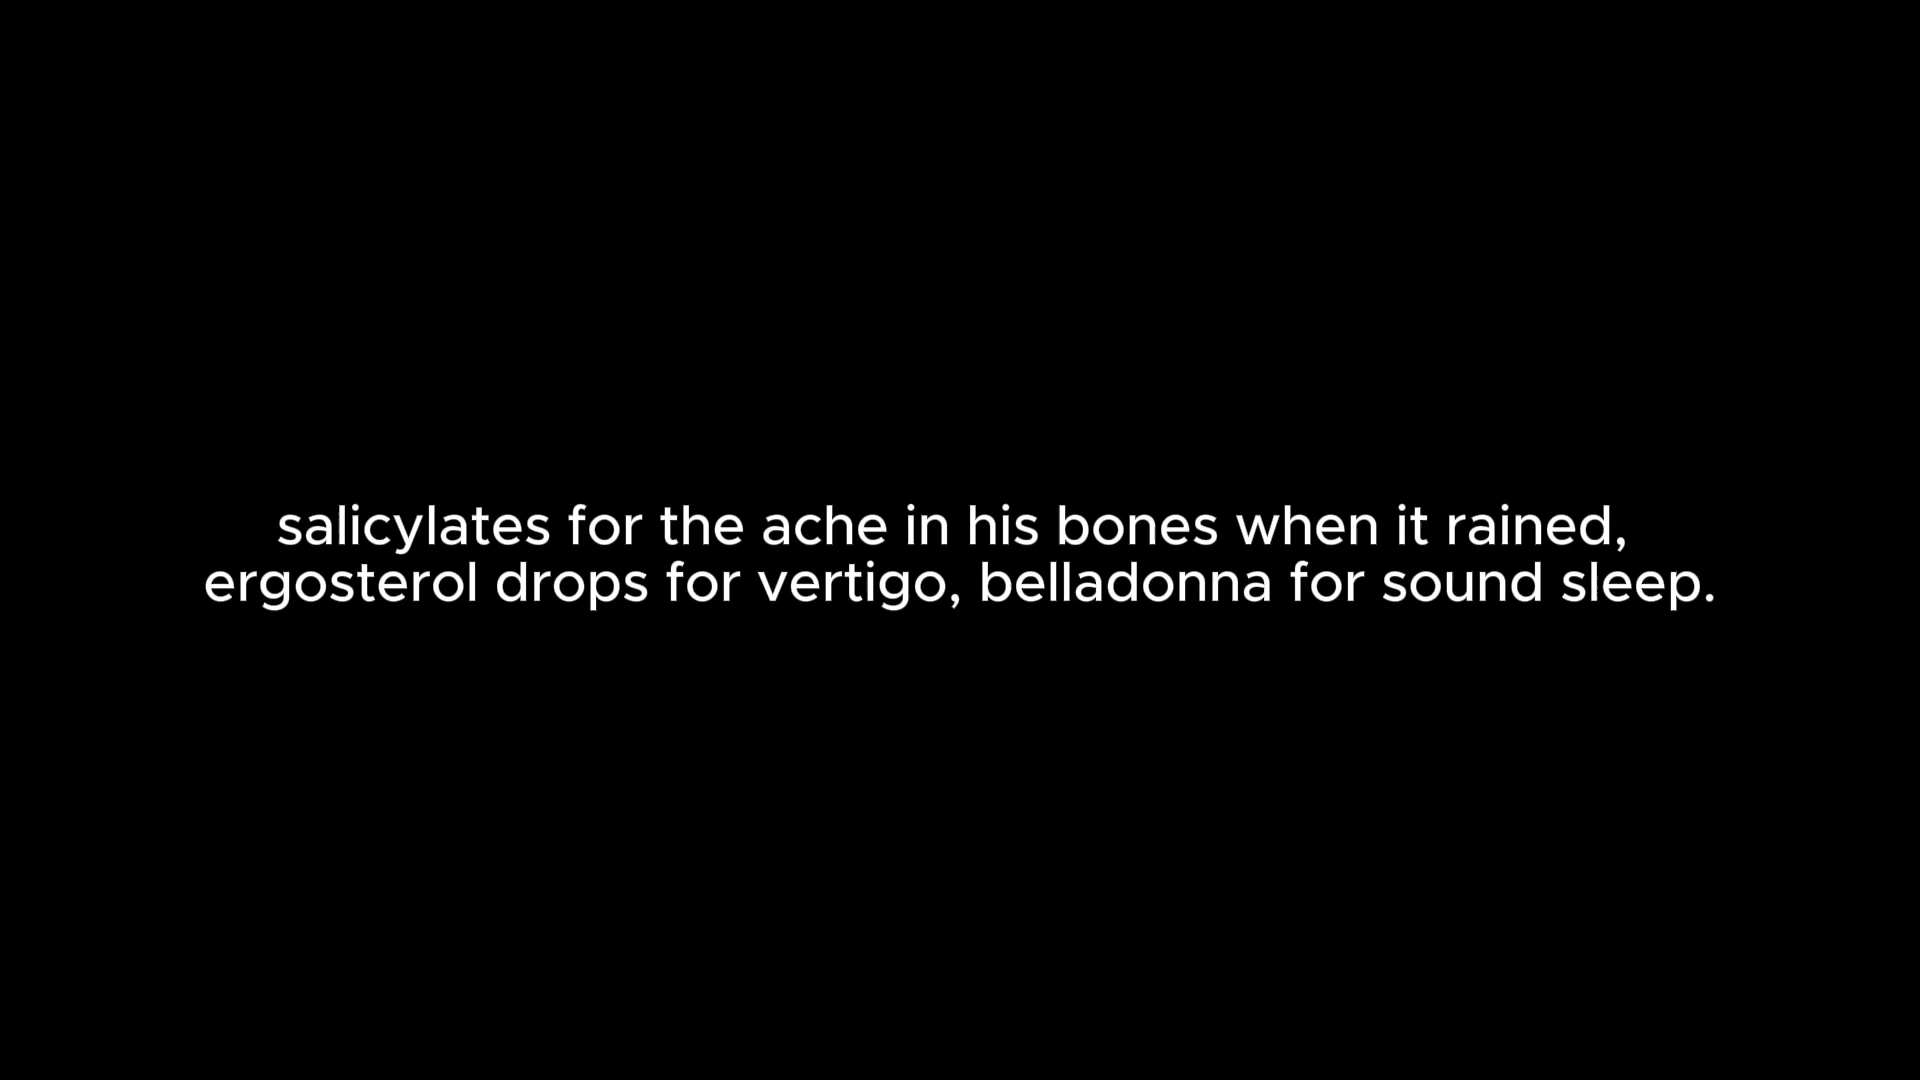 salicylates for the ache in his bones when it rained,
ergosterol drops for vertigo, belladonna for sound sleep.